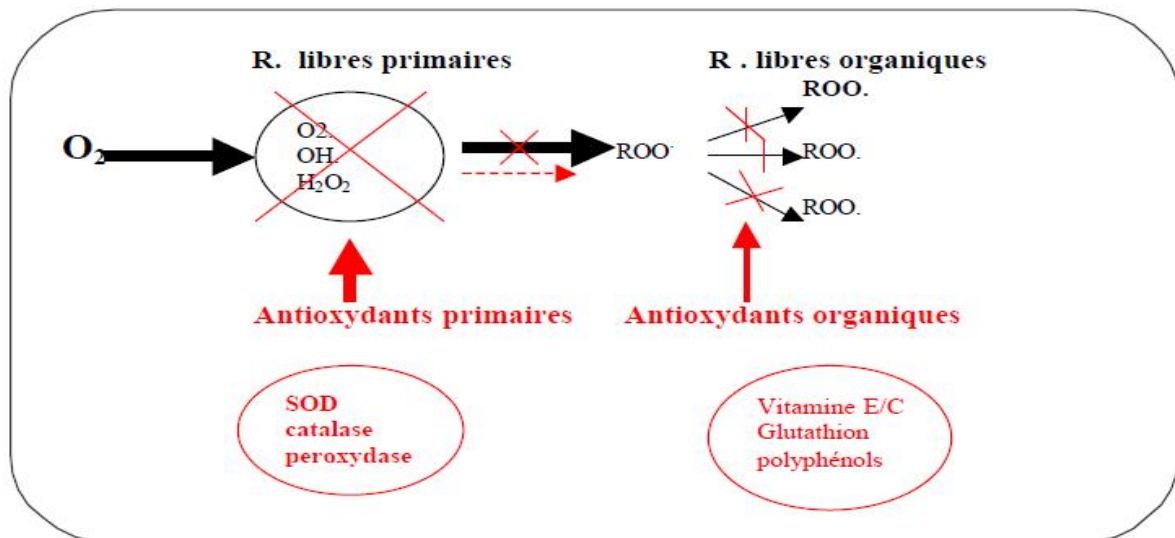 R. libres primaires
R . libres organiques
ROO.
O₂
O2.
OH.
H₂O₂
ROO·
ROO.
ROO.
Antioxydants primaires
Antioxydants organiques
SOD
catalase
peroxydase
Vitamine E/C
Glutathion
polyphénols